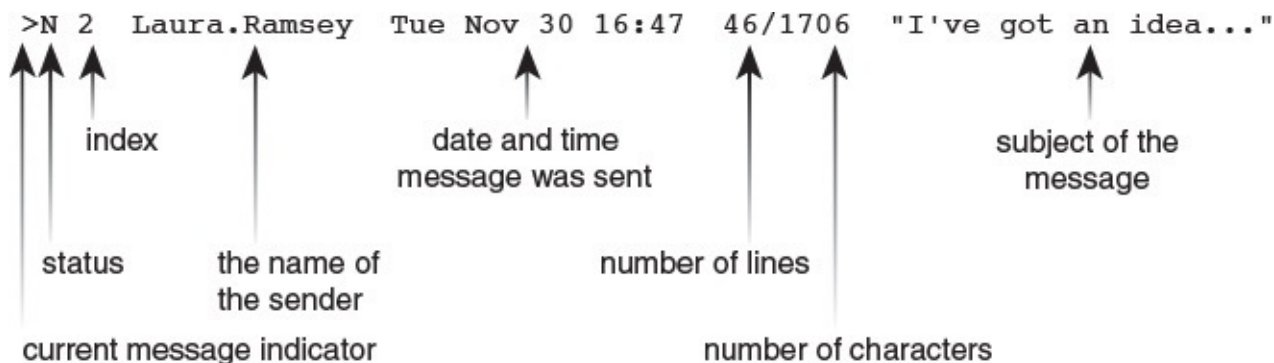 >N 2 Laura.Ramsey Tue Nov 30 16:47 46/1706 "I've got an idea..."
index
date and time
message was sent
subject of the
message
status
the name of
the sender
number of lines
current message indicator
number of characters